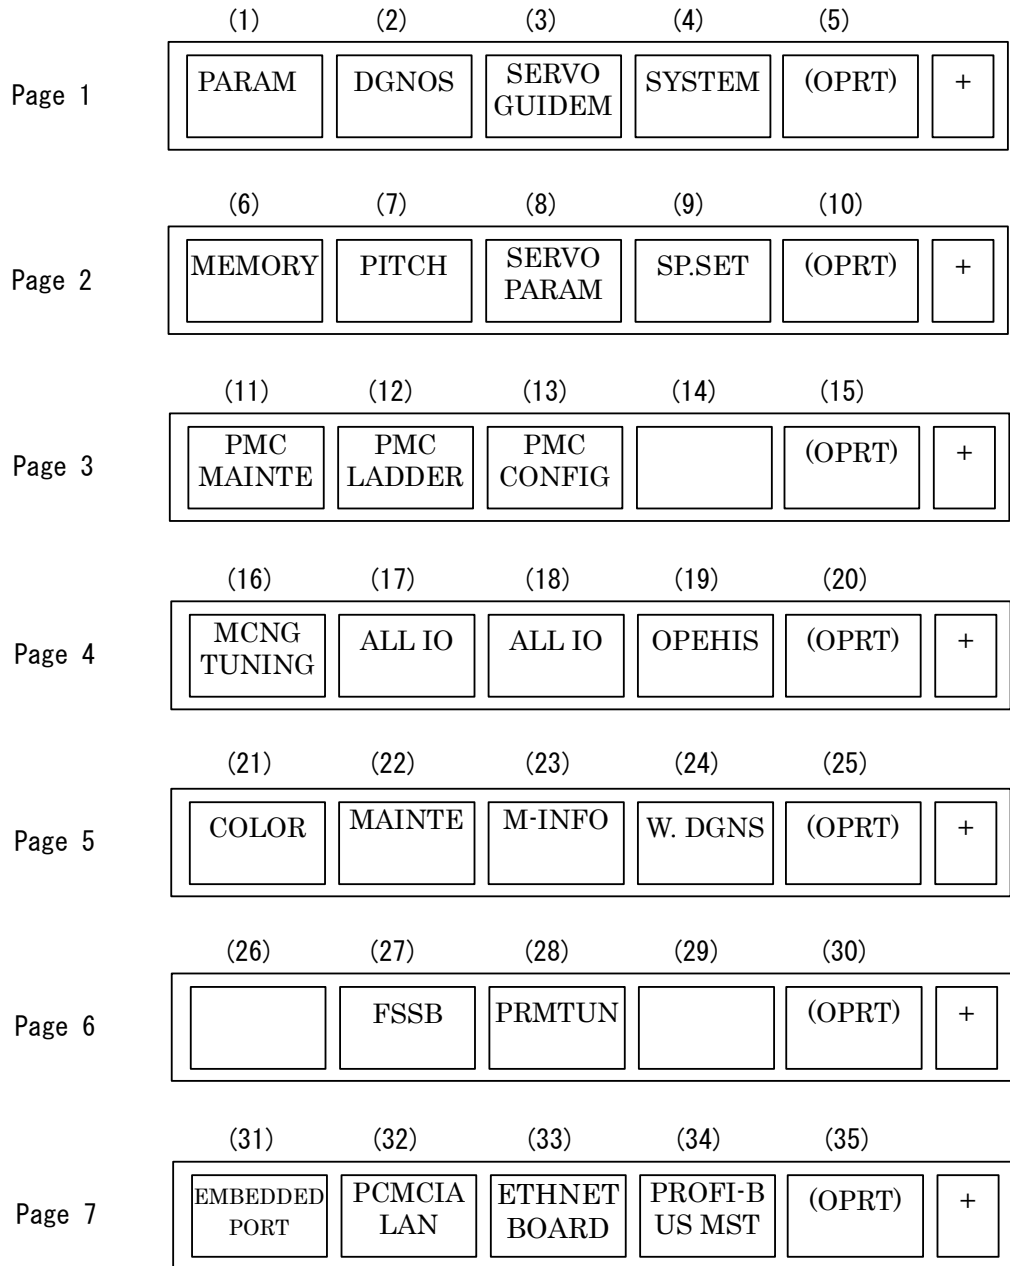 (1) (2) (3) (4) (5)
Page 1
PARAM DGNOS SERVO SYSTEM (OPRT) +
GUIDEM
(6) (7) (8) (9) (10)
Page 2
MEMORY PITCH SERVO SP.SET (OPRT) +
PARAM
(11) (12) (13) (14) (15)
Page 3
PMC PMC PMC (OPRT) +
MAINTE LADDER CONFIG
(16) (17) (18) (19) (20)
Page 4
MCNG ALL IO ALL IO OPEHIS (OPRT) +
TUNING
(21) (22) (23) (24) (25)
Page 5
COLOR MAINTE M-INFO W. DGNS (OPRT) +
(26) (27) (28) (29) (30)
Page 6
FSSB PRMTUN (OPRT) +
(31) (32) (33) (34) (35)
Page 7
EMBEDDED PCMCIA ETHNET PROFI-B (OPRT) +
PORT LAN BOARD US MST